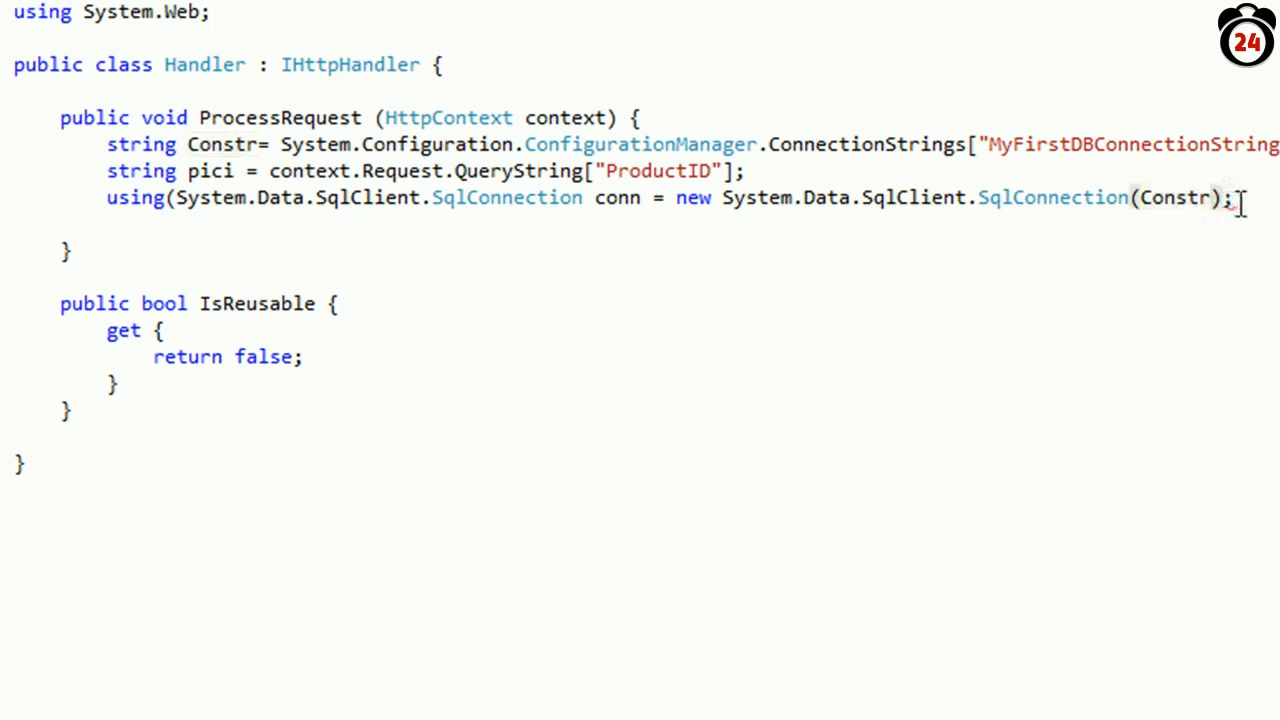 using System.Web;
24
public class Handler : IHttpHandler {
public void ProcessRequest (HttpContext context) {
string Constr= System.Configuration.ConfigurationManager.ConnectionStrings["MyFirstDBConnectionString
string pici = context.Request.QueryString["ProductID"];
using(System.Data.SqlClient.SqlConnection conn = new System.Data.SqlClient.SqlConnection(Constr);
}
public bool IsReusable {
get {
return false;
}
}
}